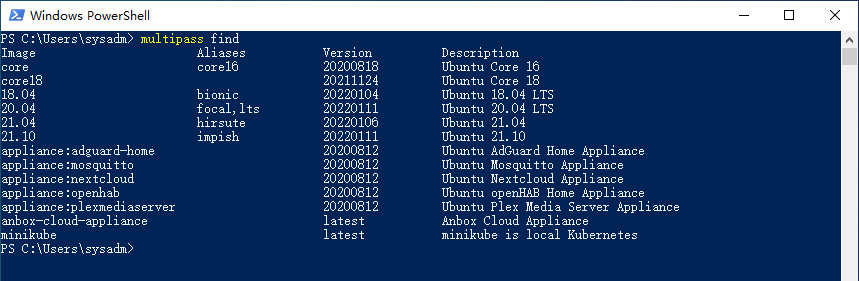 Windows PowerShell
PS C:\Users\sysadm> multipass find
Image Aliases Version Description
core core16 20200818 Ubuntu Core 16
core18 20211124 Ubuntu Core 18
18.04 bionic 20220104 Ubuntu 18.04 LTS
20.04 focal,lts 20220111 Ubuntu 20.04 LTS
21.04 hirsute 20220106 Ubuntu 21.04
21.10 impish 20220111 Ubuntu 21.10
appliance:adguard-home 20200812 Ubuntu AdGuard Home Appliance
appliance:mosquitto 20200812 Ubuntu Mosquitto Appliance
appliance:nextcloud 20200812 Ubuntu Nextcloud Appliance
appliance:openhab 20200812 Ubuntu openHAB Home Appliance
appliance:plexmediaserver 20200812 Ubuntu Plex Media Server Appliance
anbox-cloud-appliance latest Anbox Cloud Appliance
minikube latest minikube is local Kubernetes
PS C:\Users\sysadm>